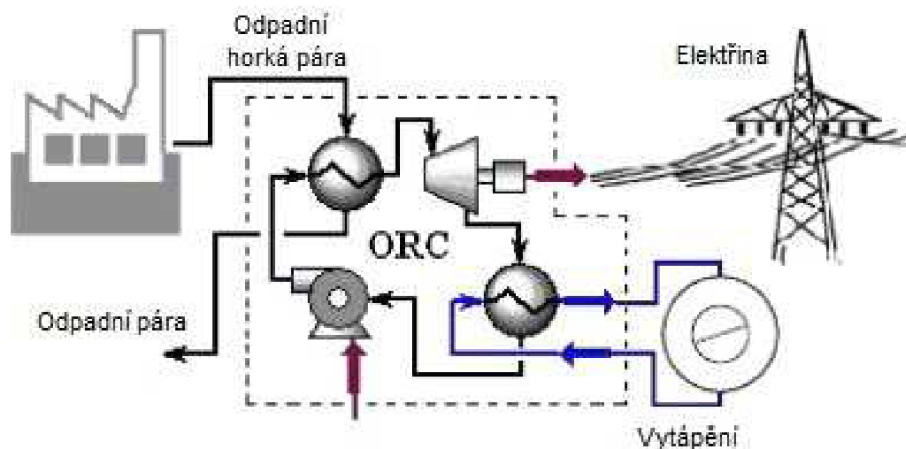 Odpadní
horká pára
Elektřina
ORC
Odpadní pára
Vytápění